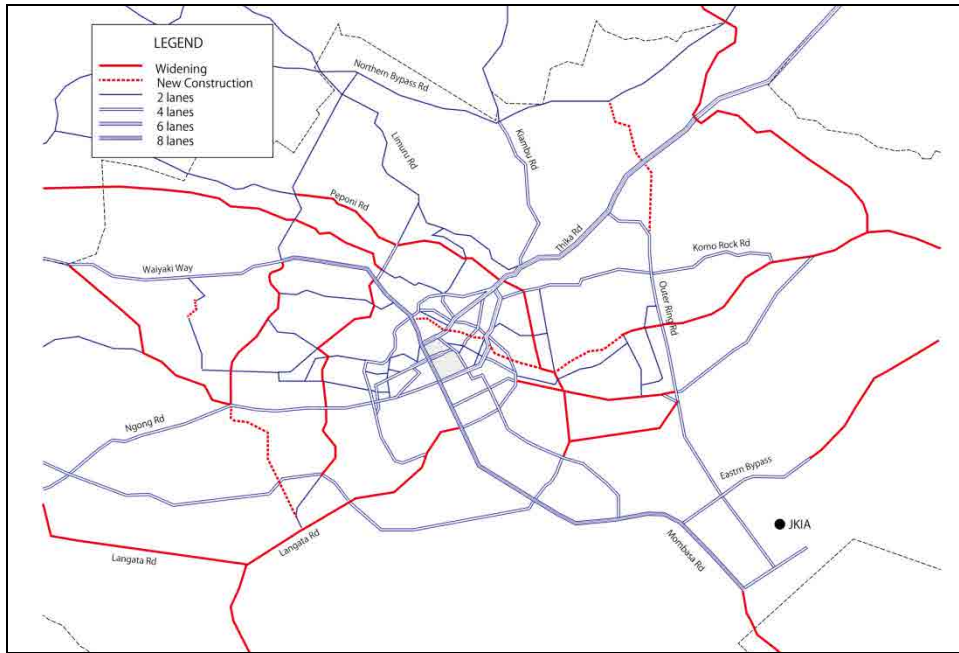 LEGEND
Widening
New Construction
2 lanes
4 lanes
6 lanes
8 lanes
Northern Bypass Rd
Limuru Rd
Kiambu Rd
Peponi Rd
Thika Rd
Waiyaki Way
Komo Rock Rd
Outer Ring Rd
Ngong Rd
Eastrn Bypass
JKIA
Langata Rd
Mombasa Rd
Langata Rd